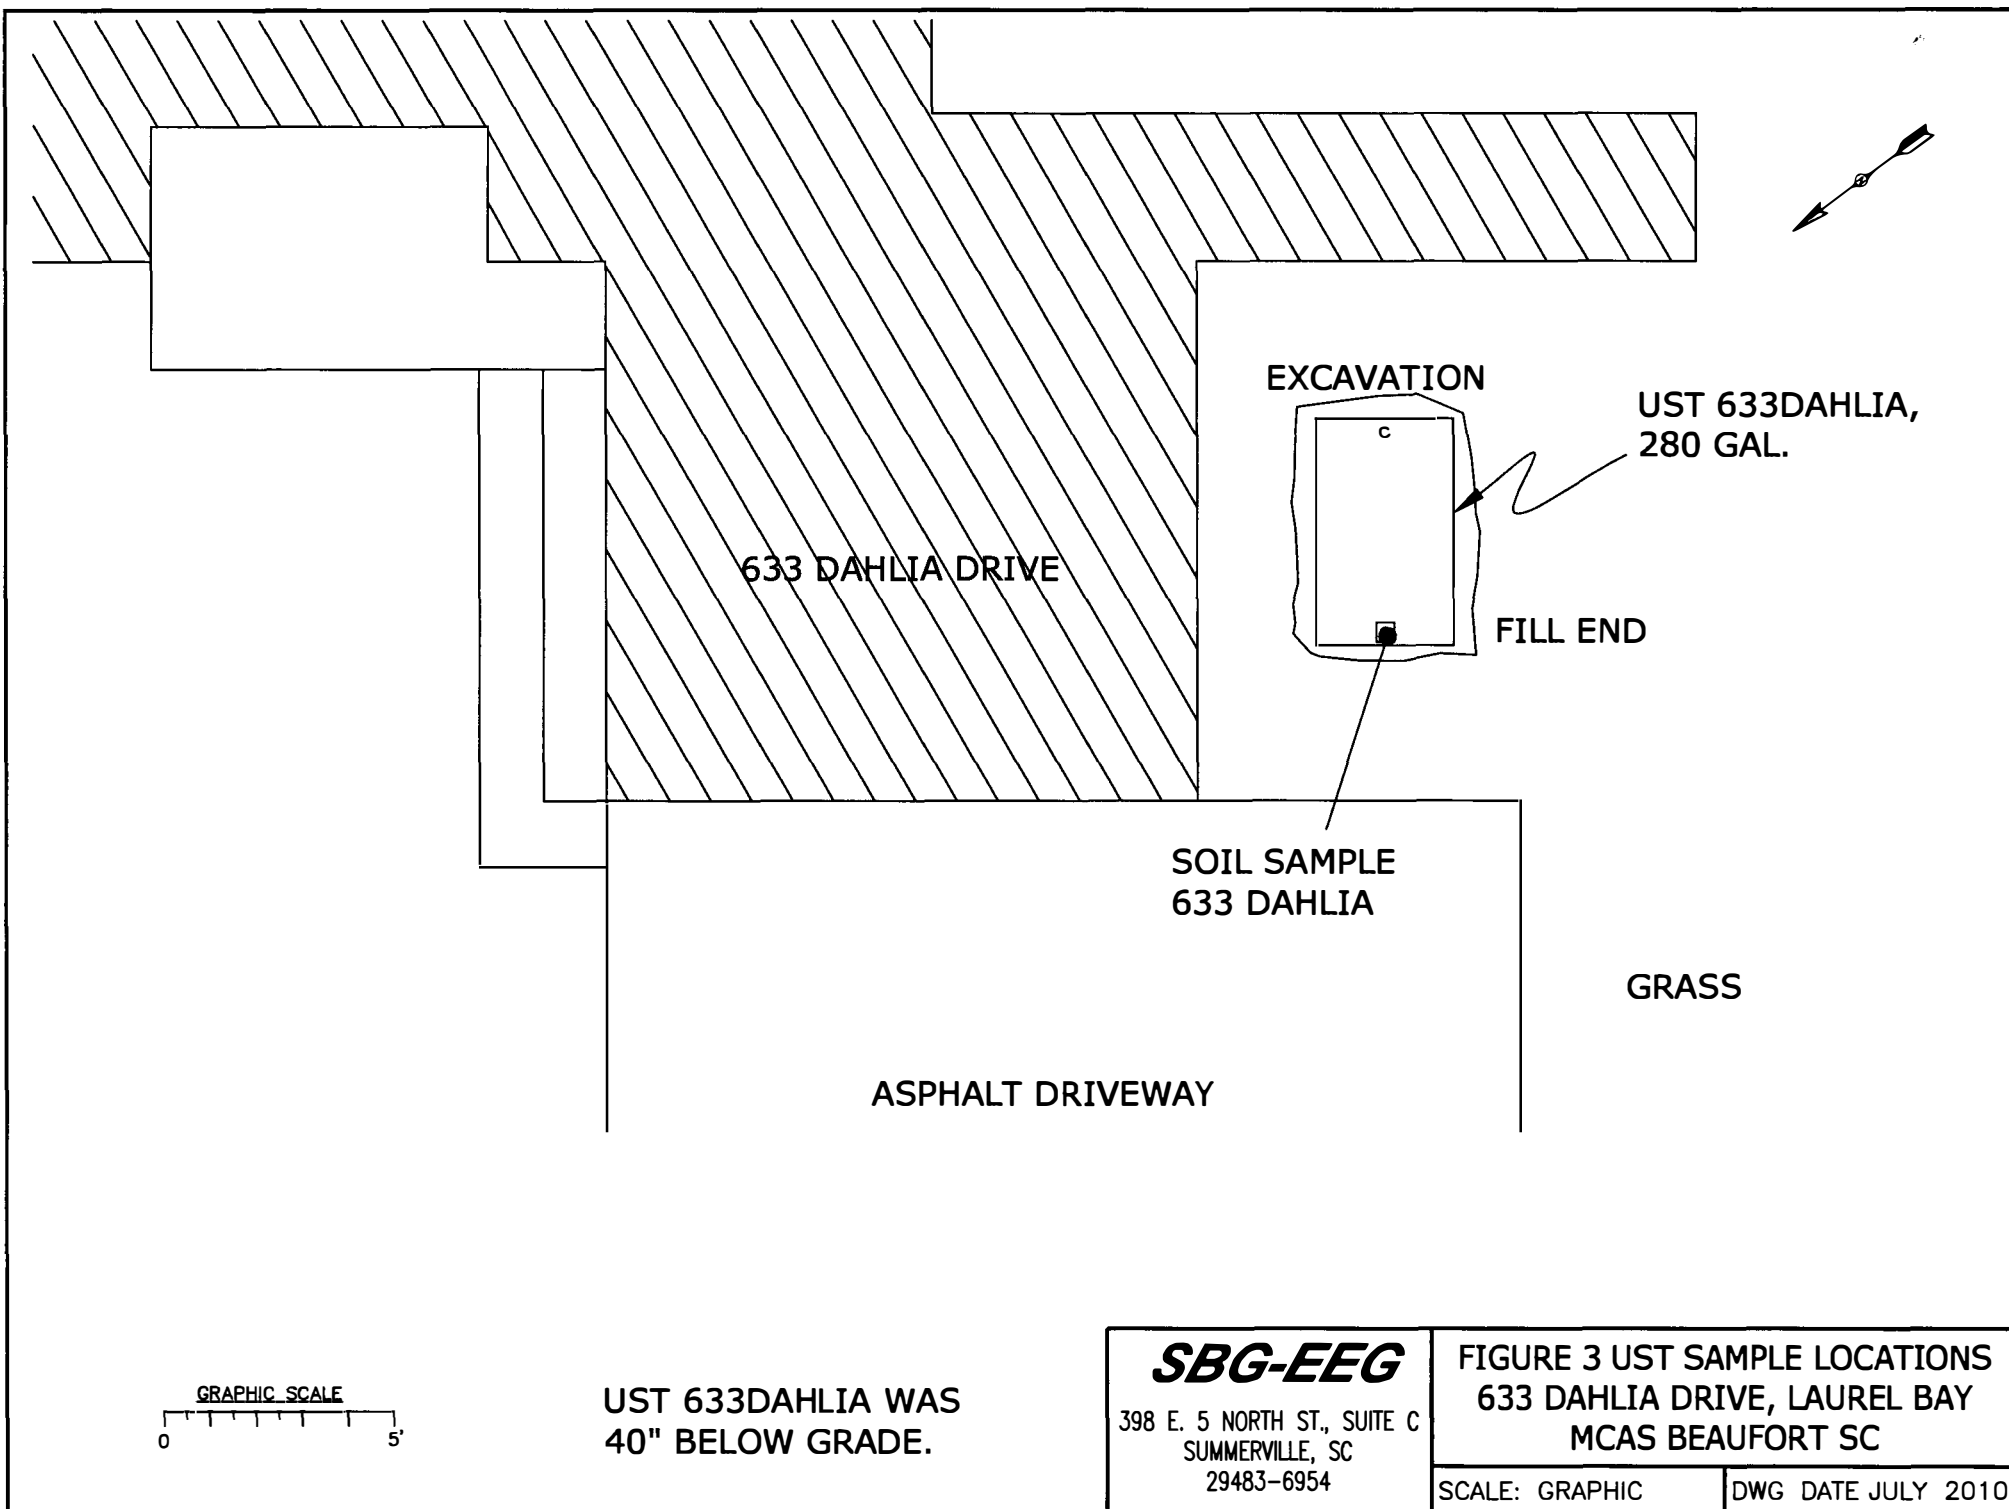 EXCAVATION
C
UST 633DAHLIA,
280 GAL.
633 DAHLIA DRIVE
FILL END
SOIL SAMPLE
633 DAHLIA
GRASS
ASPHALT DRIVEWAY
GRAPHIC SCALE
0 5'
UST 633DAHLIA WAS
40" BELOW GRADE.
SBG-EEG
398 E. 5 NORTH ST., SUITE C
SUMMERVILLE, SC
29483-6954
FIGURE 3 UST SAMPLE LOCATIONS
633 DAHLIA DRIVE, LAUREL BAY
MCAS BEAUFORT SC
SCALE: GRAPHIC
DWG DATE JULY 2010